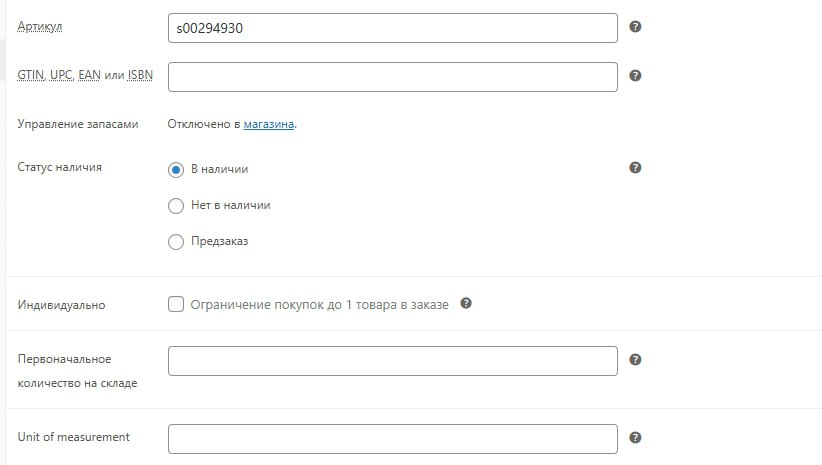 Артикул s00294930
GTIN, UPC, EAN или ISBN
Управление запасами Отключено в магазина.
Статус наличия В наличии
Нет в наличии
Предзаказ
Индивидуально Ограничение покупок до 1 товара в заказе
Первоначальное
количество на складе
Unit of measurement